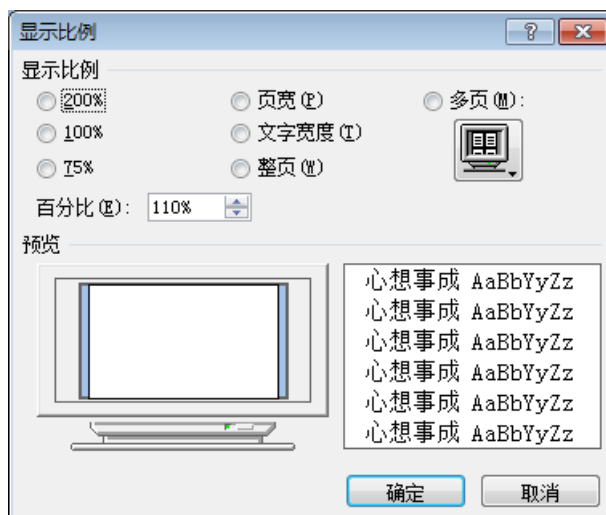 显示比例
显示比例
200% 页宽(P) 多页(M):
100% 文字宽度(T)
75% 整页(W)
百分比(E): 110%
预览
心想事成 AaBbYyZz
心想事成 AaBbYyZz
心想事成 AaBbYyZz
心想事成 AaBbYyZz
心想事成 AaBbYyZz
心想事成 AaBbYyZz
确定 取消